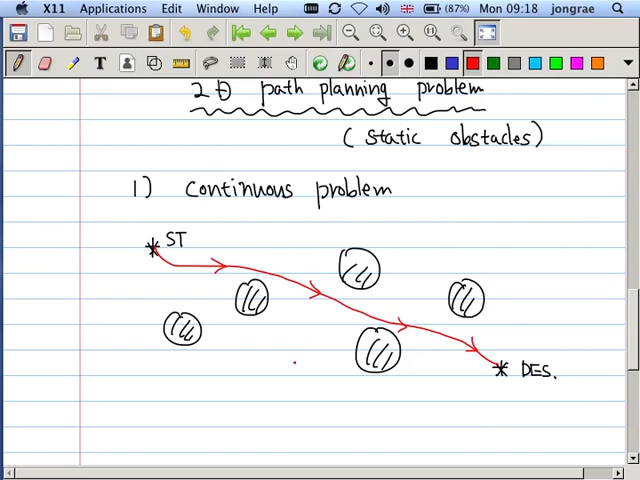 X11 Applications Edit Window Help (87%) Mon 09:18 jongrae
2D path planning problem
(static obstacles)
1) continuous problem
ST
DES.